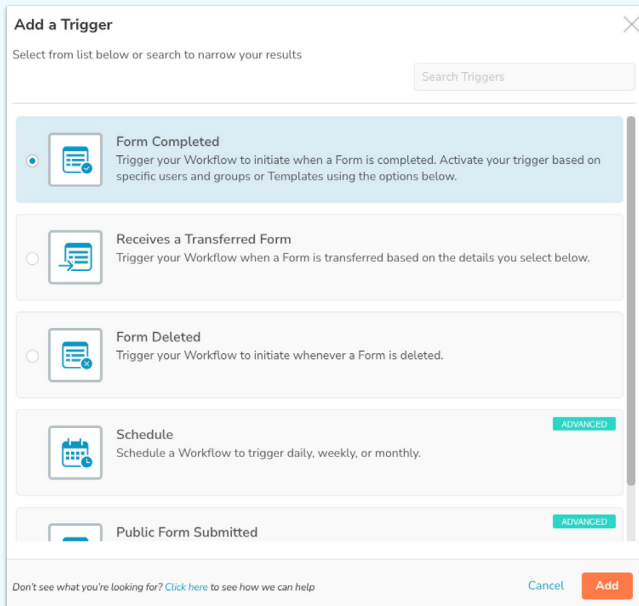 Add a Trigger
Select from list below or search to narrow your results
Search Triggers
Form Completed
Trigger your Workflow to initiate when a Form is completed. Activate your trigger based on
specific users and groups or Templates using the options below.
Receives a Transferred Form
Trigger your Workflow when a Form is transferred based on the details you select below.
Form Deleted
Trigger your Workflow to initiate whenever a Form is deleted.
ADVANCED
Schedule
Schedule a Workflow to trigger daily, weekly, or monthly.
ADVANCED
Public Form Submitted
Don't see what you're looking for? Click here to see how we can help
Cancel
Add